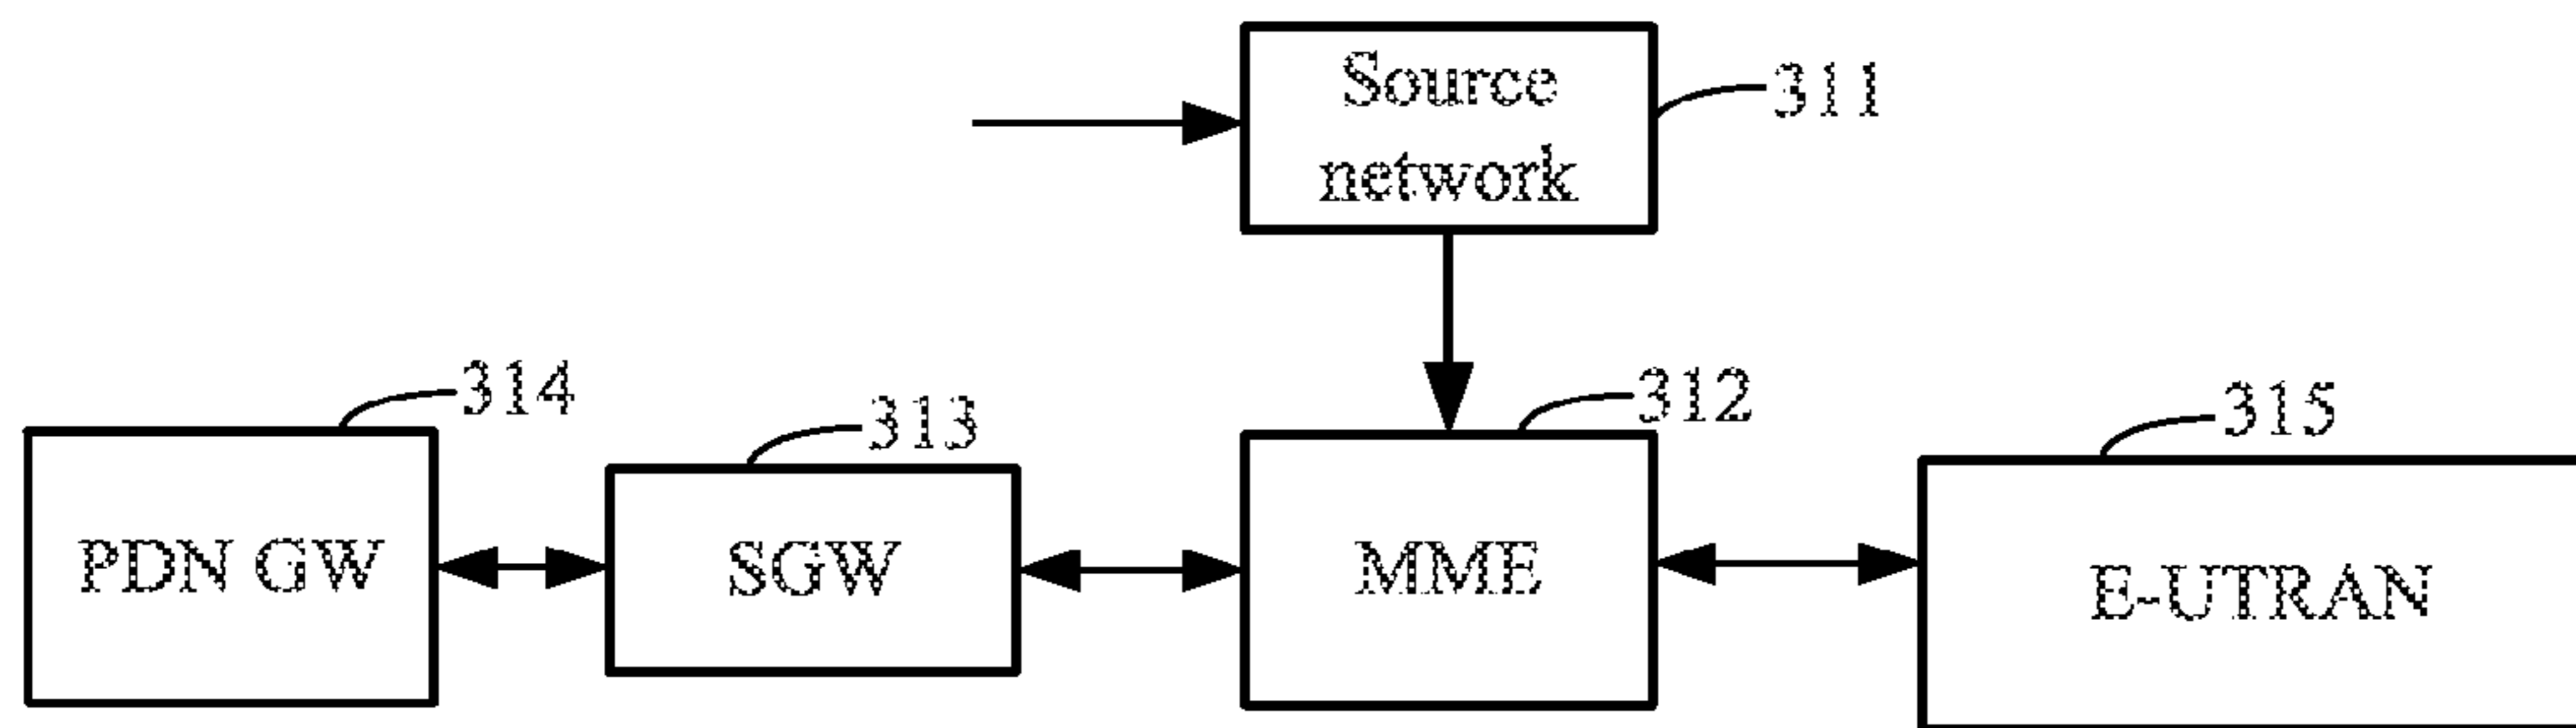 Source
network
311
314
313
312
315
PDN GW
SGW
MME
E-UTRAN